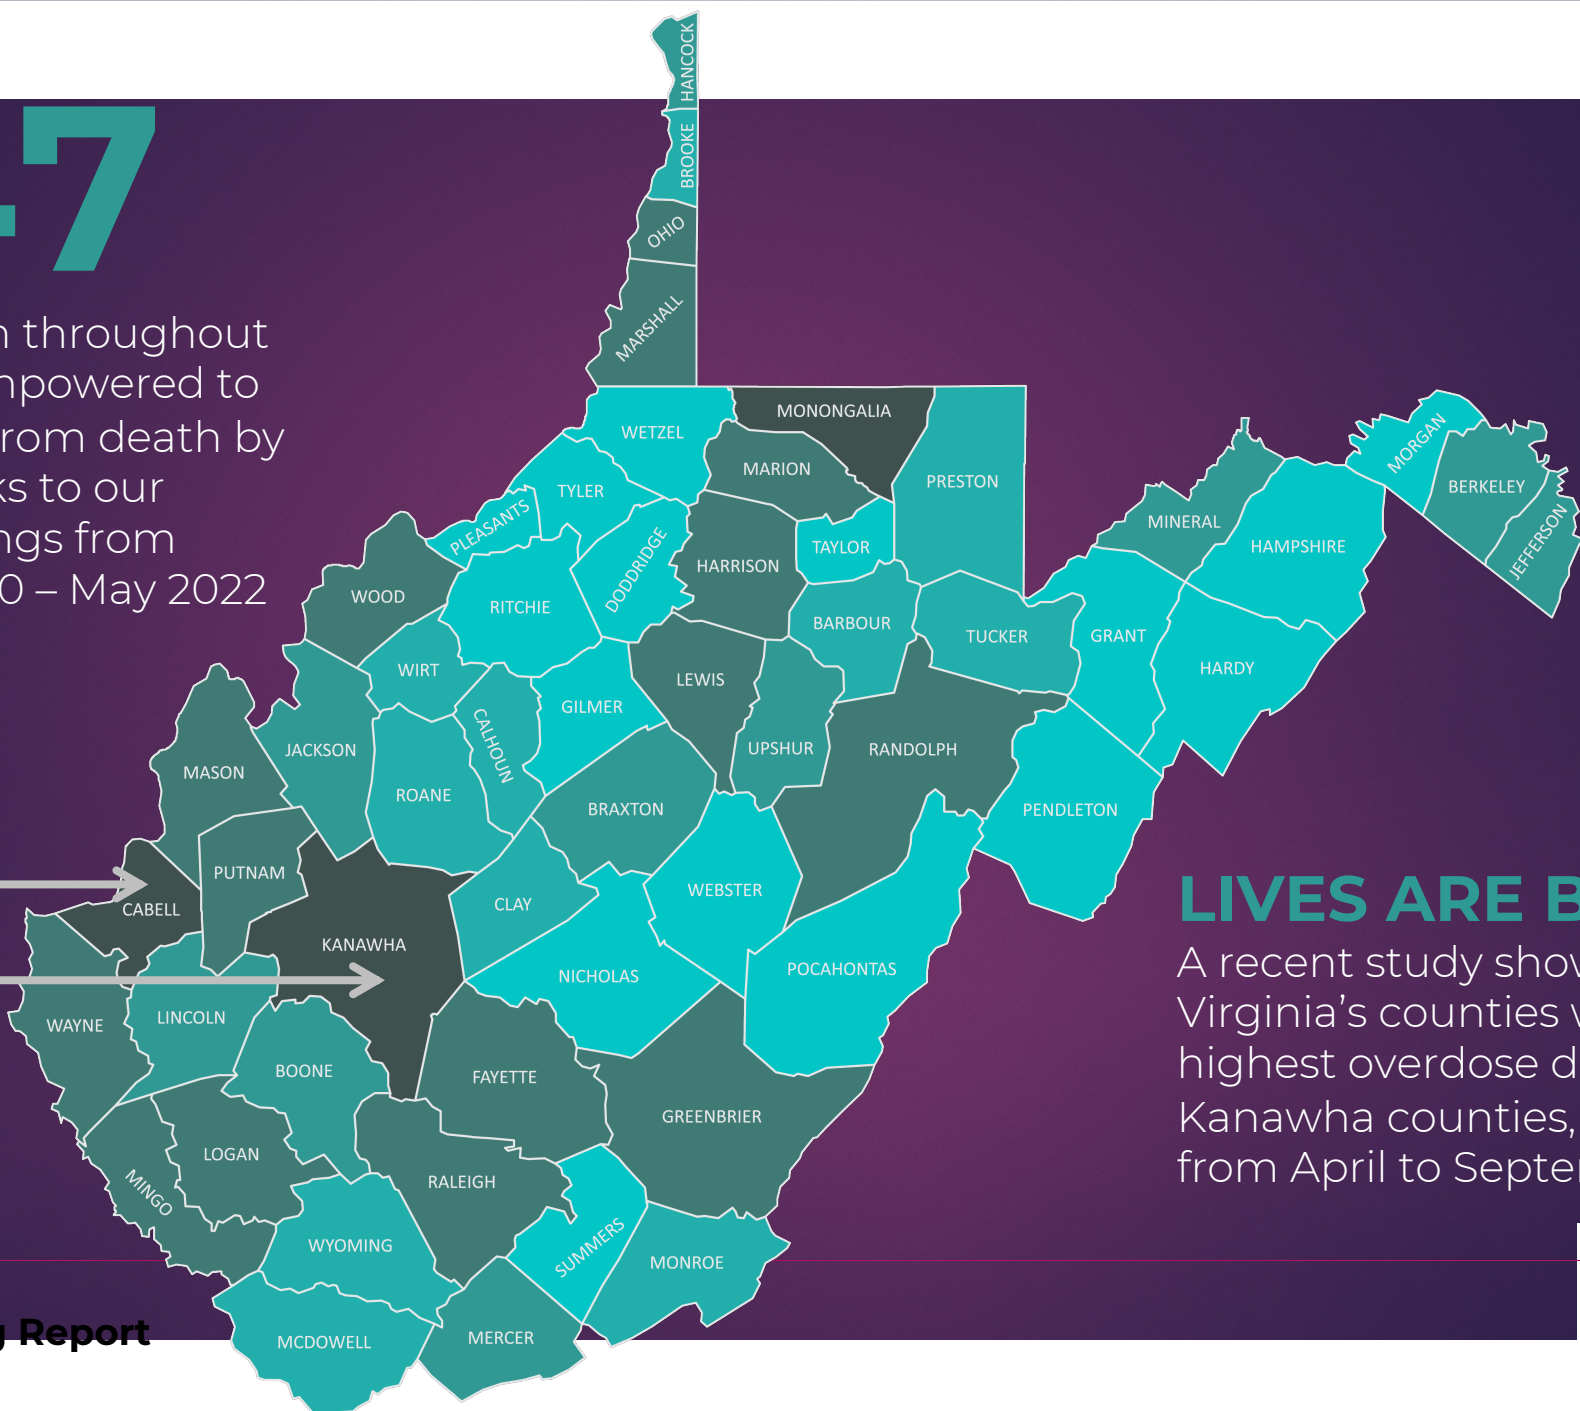 47
n throughout
npowered to
rom death by
ks to our
ngs from
0 – May 2022
HANCOCK
BROOKE
OHIO
MARSHALL
WETZEL
MONONGALIA
MARION
PRESTON
TYLER
PLEASANTS
DODDRIDGE
HARRISON
TAYLOR
MORGAN
BERKELEY
JEFFERSON
MINERAL
HAMPSHIRE
WOOD
RITCHIE
BARBOUR
TUCKER
GRANT
HARDY
WIRT
CALHOUN
GILMER
LEWIS
UPSHUR
RANDOLPH
JACKSON
MASON
ROANE
BRAXTON
PENDLETON
PUTNAM
CABELL
CLAY
WEBSTER
KANAWHA
NICHOLAS
POCAHONTAS
WAYNE
LINCOLN
BOONE
FAYETTE
GREENBRIER
LOGAN
MINGO
RALEIGH
WYOMING
SUMMERS
MONROE
MCDOWELL
MERCER
LIVES ARE B
A recent study show
Virginia’s counties w
highest overdose d
Kanawha counties,
from April to Septem
g Report